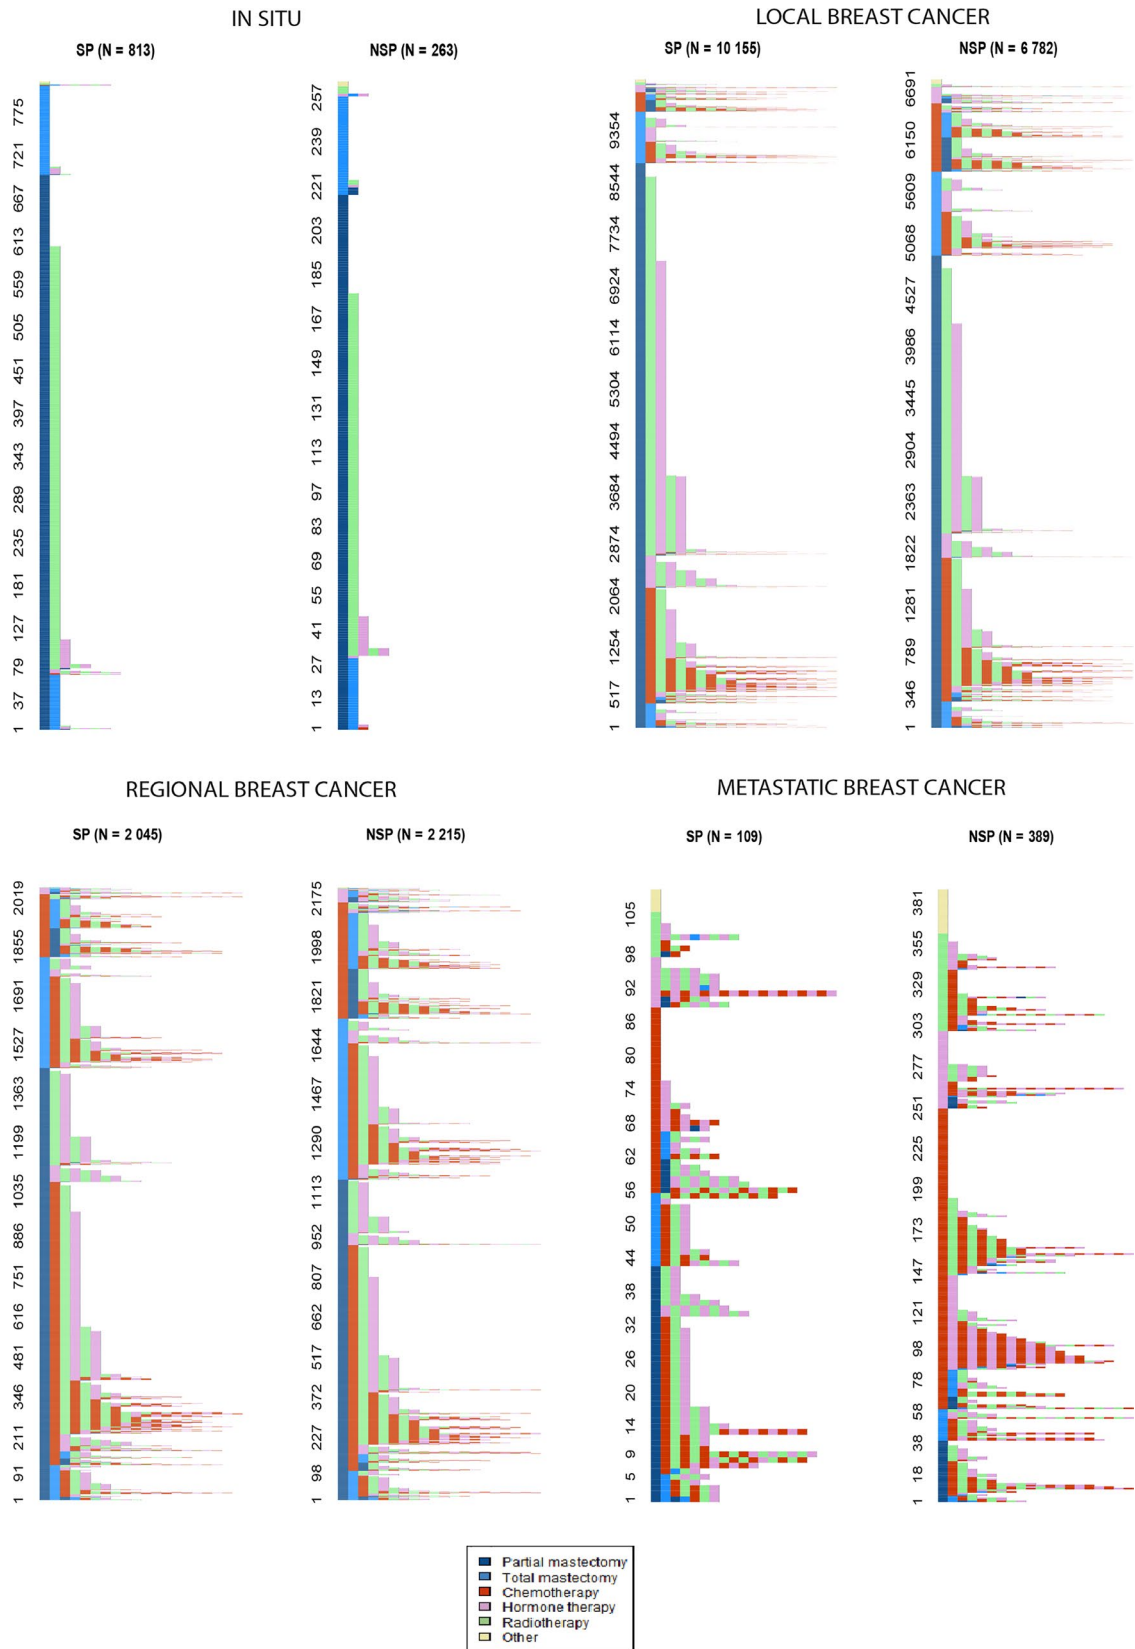 IN SITU
LOCAL BREAST CANCER
SP (N = 813)
NSP (N = 263)
SP (N = 10 155)
NSP (N = 6 782)
1 37 79 127 181 235 289 343 397 451 505 559 613 667 721 775
1 13 27 41 55 69 83 97 113 131 149 167 185 203 221 239 257
1 517 1254 2064 2874 3684 4494 5304 6114 6924 7734 8544 9354
1 346 789 1281 1822 2363 2904 3445 3986 4527 5068 5609 6150 6691
REGIONAL BREAST CANCER
METASTATIC BREAST CANCER
SP (N = 2 045)
NSP (N = 2 215)
SP (N = 109)
NSP (N = 389)
1 91 211 346 481 616 751 886 1035 1199 1363 1527 1691 1855 2019
1 98 227 372 517 662 807 952 1113 1290 1467 1644 1821 1998 2175
1 5 9 14 20 26 32 38 44 50 56 62 68 74 80 86 92 98 105
1 18 38 58 78 98 121 147 173 199 225 251 277 303 329 355 381
Partial mastectomy
Total mastectomy
Chemotherapy
Hormone therapy
Radiotherapy
Other